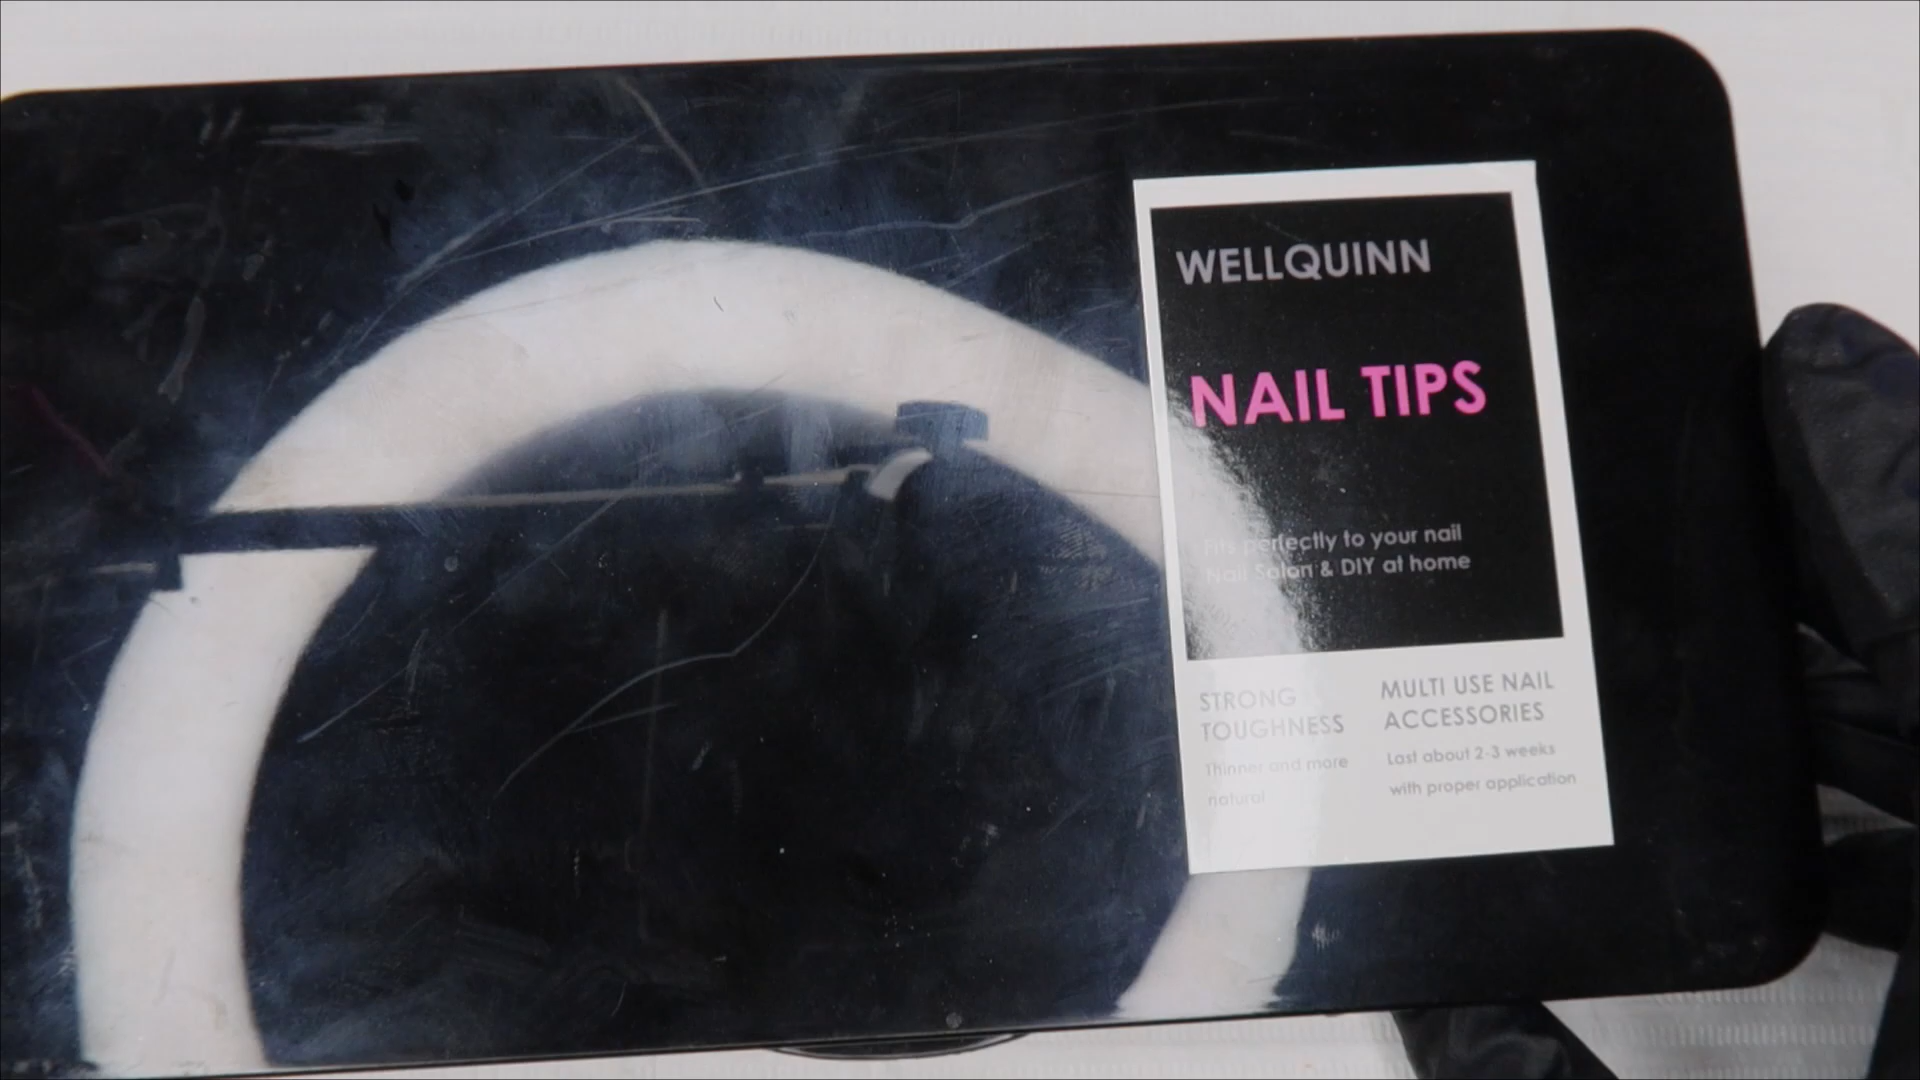 WELLQUINN
NAIL TIPS
Fits perfectly to your nail
Nail Salon & DIY at home
STRONG
TOUGHNESS
Thinner and more
natural
MULTI USE NAIL
ACCESSORIES
Last about 2-3 weeks
with proper application